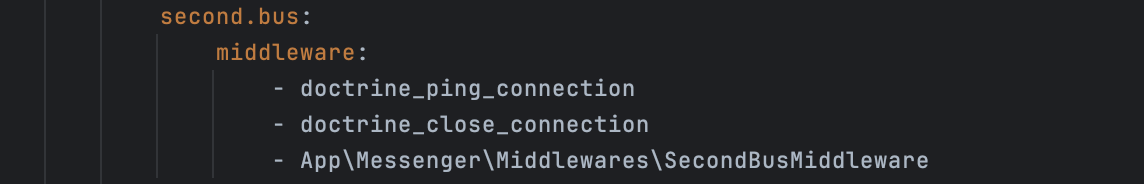 second.bus:
middleware:
- doctrine_ping_connection
- doctrine_close_connection
- App\Messenger\Middlewares\SecondBusMiddleware